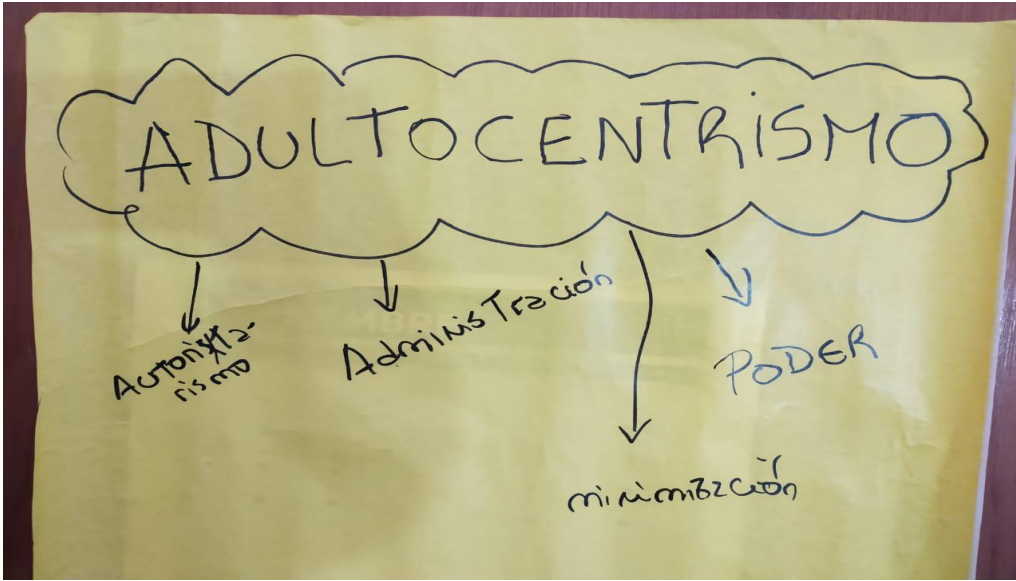 ADULTOCENTRISMO
Autorita-
rismo
Administración
PODER
minimización